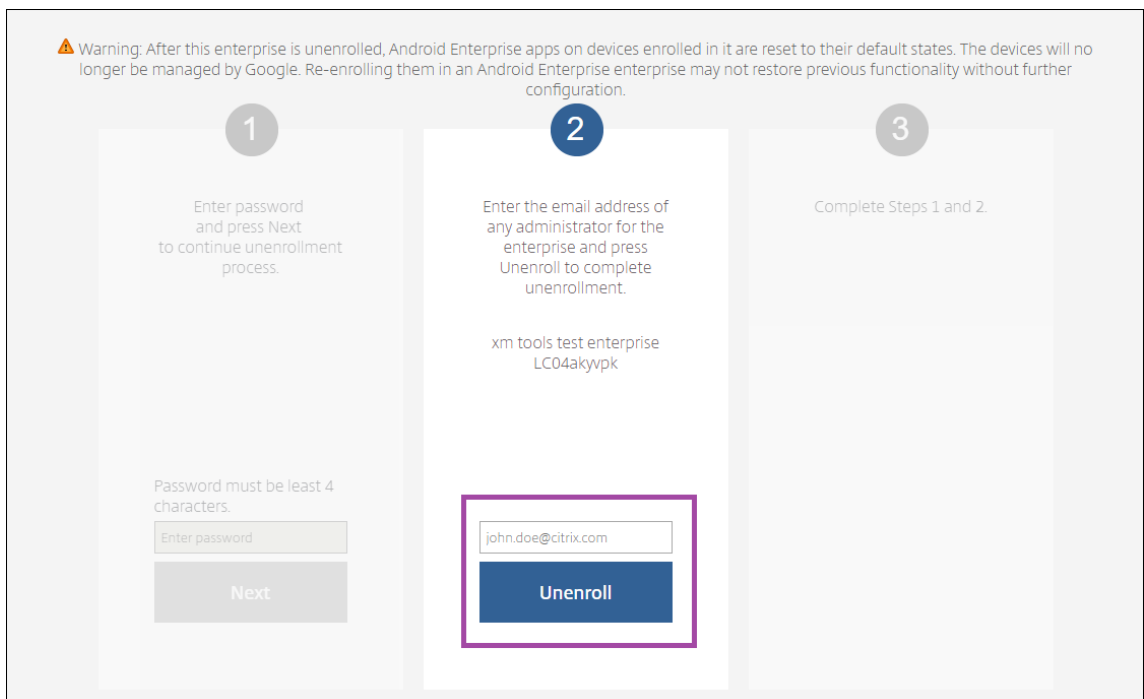 Warning: After this enterprise is unenrolled, Android Enterprise apps on devices enrolled in it are reset to their default states. The devices will no
longer be managed by Google. Re-enrolling them in an Android Enterprise enterprise may not restore previous functionality without further
configuration.
1
Enter password
and press Next
to continue unenrollment
process.
Password must be least 4
characters.
Enter password
Next
2
Enter the email address of
any administrator for the
enterprise and press
Unenroll to complete
unenrollment.
xm tools test enterprise
LC04akyvpk
john.doe@citrix.com
Unenroll
3
Complete Steps 1 and 2.